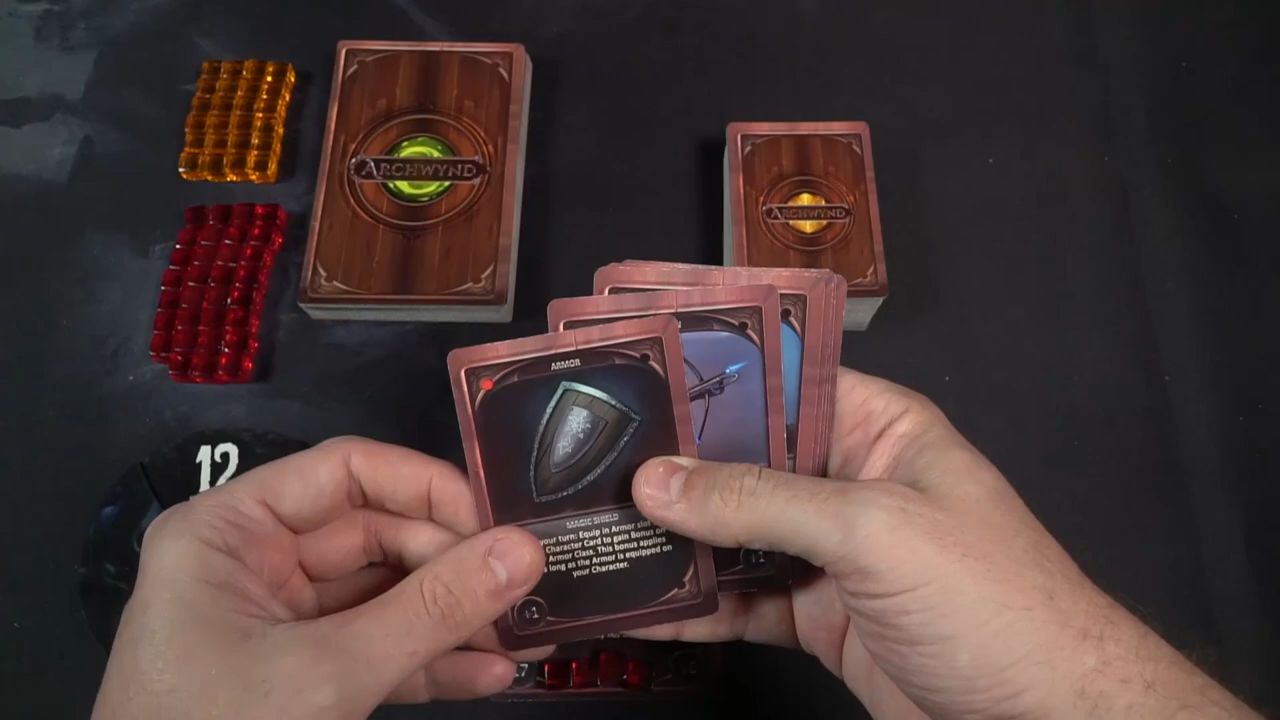 ARCHWYND
ARCHWYND
ARMOR
12
MAGIC SHIELD
your turn: Equip in Armor slot
Character Card to gain Bonus on
Armor Class. This bonus applies
long as the Armor is equipped on
your Character.
+1
+1